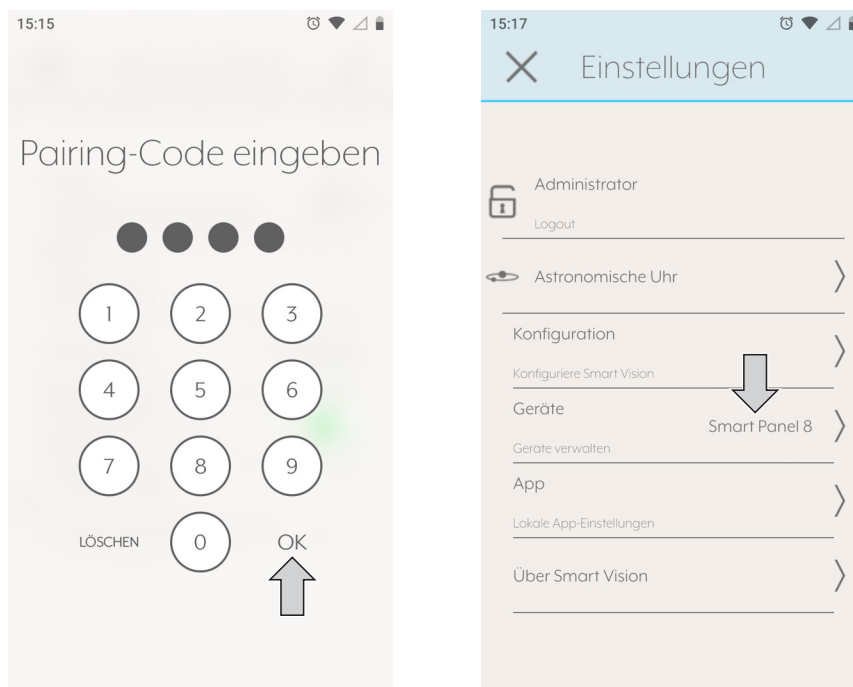 15:15
Pairing-Code eingeben
1 2 3
4 5 6
7 8 9
LÖSCHEN 0 OK
15:17
Einstellungen
Administrator
Logout
Astronomische Uhr
Konfiguration
Konfiguriere Smart Vision
Geräte
Smart Panel 8
Geräte verwalten
App
Lokale App-Einstellungen
Über Smart Vision